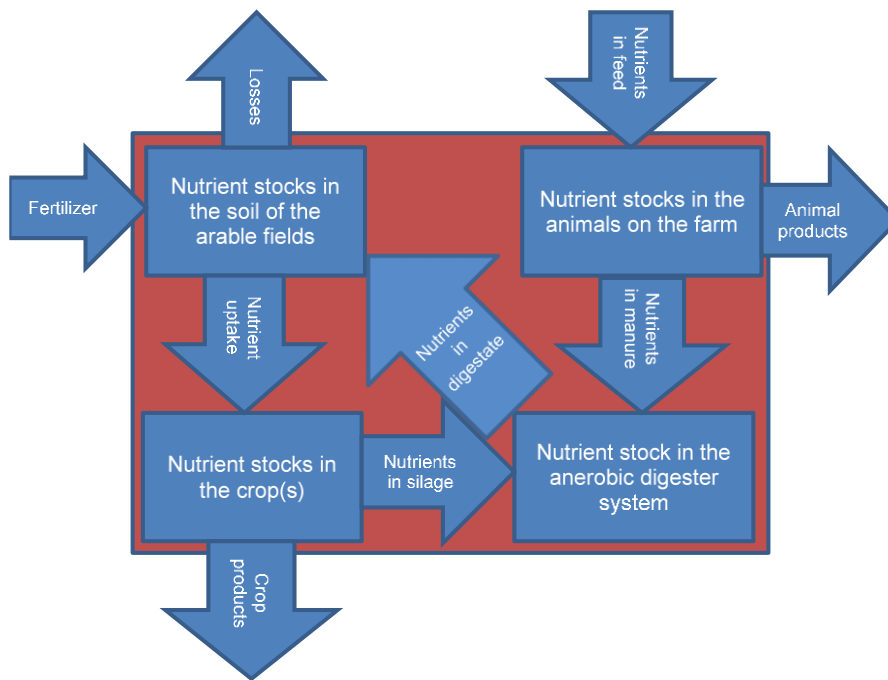 Losses
Nutrients
in feed
Fertilizer
Nutrient stocks in
the soil of the
arable fields
Nutrient stocks in the
animals on the farm
Animal
products
Nutrient
uptake
Nutrients
in
digestate
Nutrients
in manure
Nutrient stocks in
the crop(s)
Nutrients
in silage
Nutrient stock in the
anerobic digester
system
Crop
products